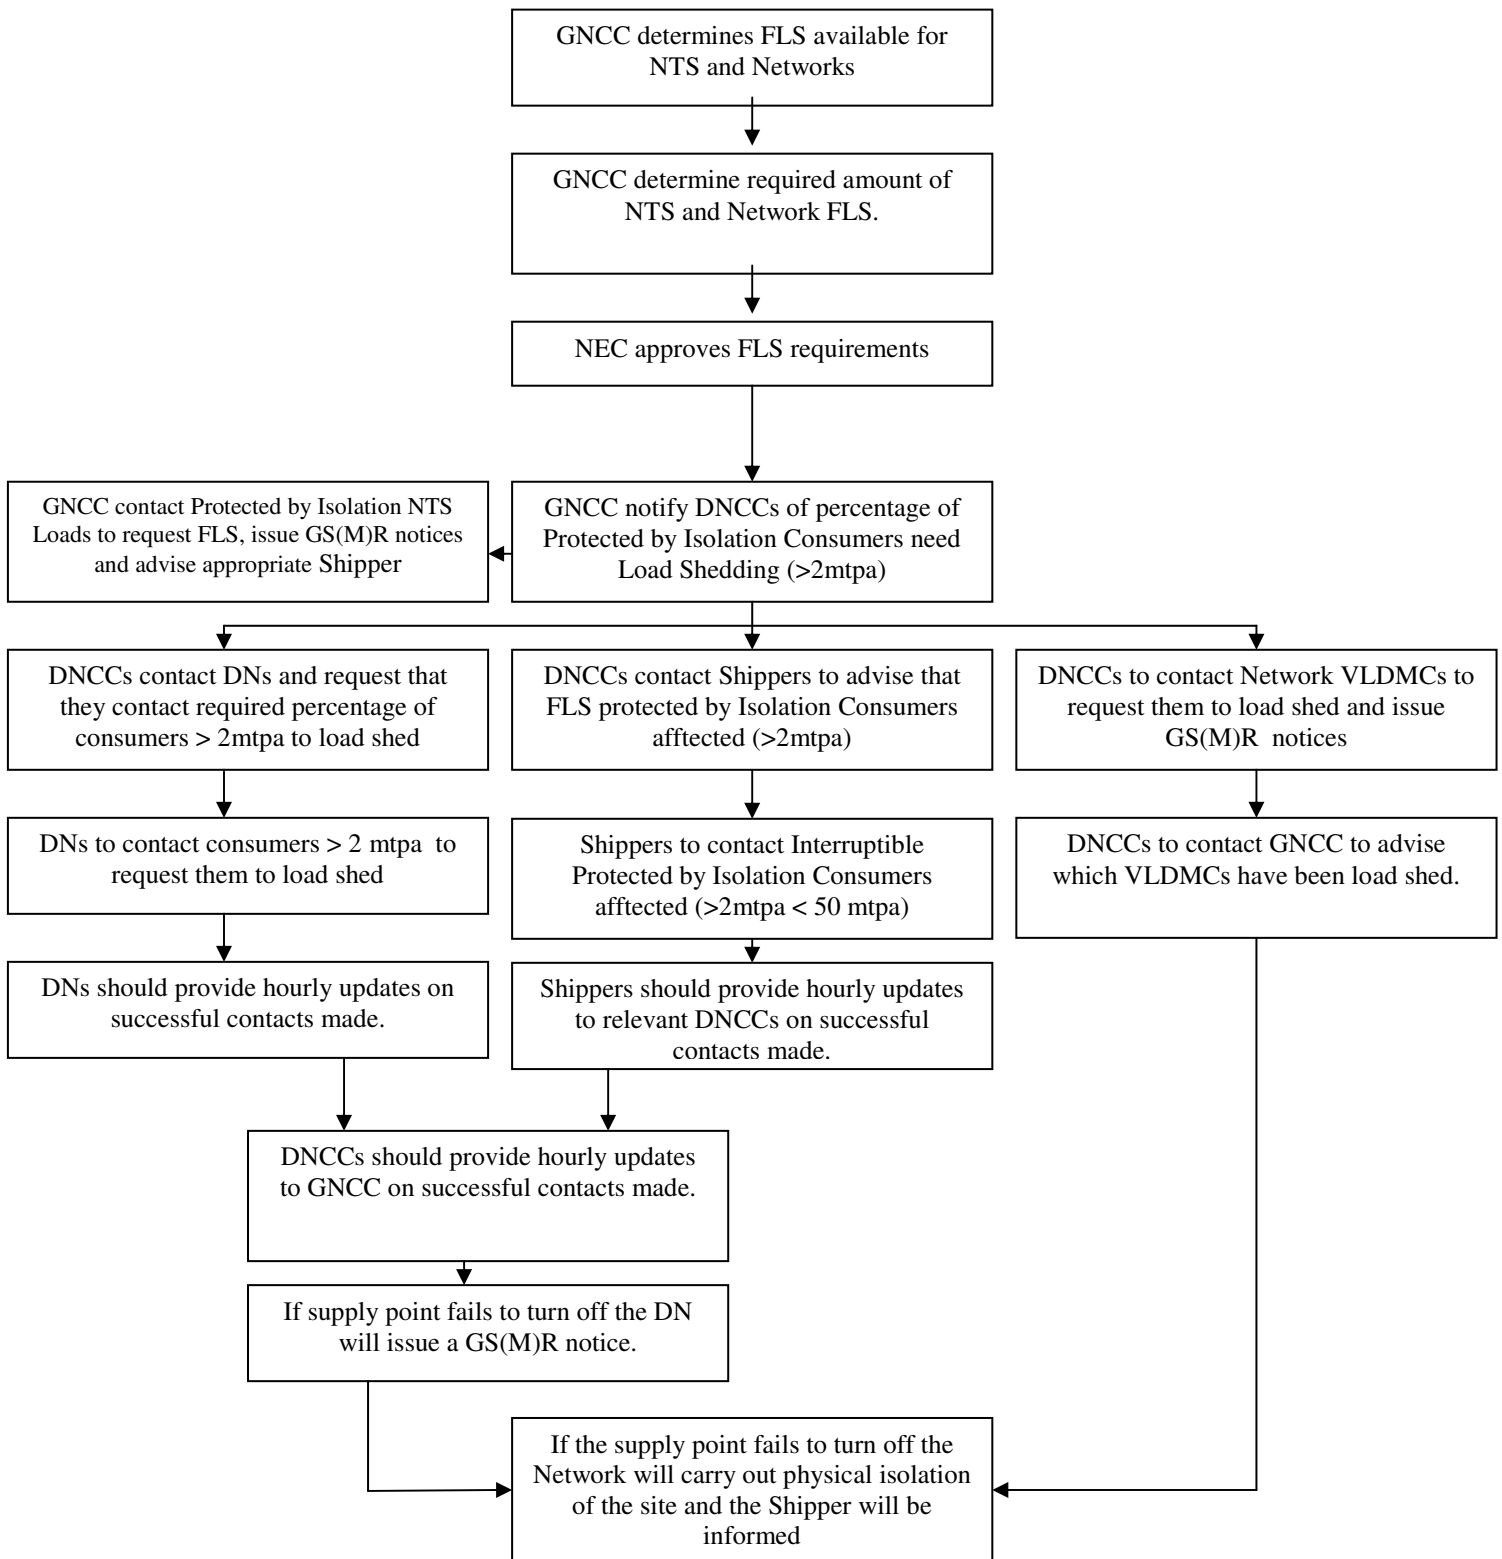 GNCC determines FLS available for
NTS and Networks
GNCC determine required amount of
NTS and Network FLS.
NEC approves FLS requirements
GNCC contact Protected by Isolation NTS
Loads to request FLS, issue GS(M)R notices
and advise appropriate Shipper
GNCC notify DNCCs of percentage of
Protected by Isolation Consumers need
Load Shedding (>2mtpa)
DNCCs contact DNs and request that
they contact required percentage of
consumers > 2mtpa to load shed
DNCCs contact Shippers to advise that
FLS protected by Isolation Consumers
afftected (>2mtpa)
DNCCs to contact Network VLDMCs to
request them to load shed and issue
GS(M)R notices
DNs to contact consumers > 2 mtpa to
request them to load shed
Shippers to contact Interruptible
Protected by Isolation Consumers
afftected (>2mtpa < 50 mtpa)
DNCCs to contact GNCC to advise
which VLDMCs have been load shed.
DNs should provide hourly updates on
successful contacts made.
Shippers should provide hourly updates
to relevant DNCCs on successful
contacts made.
DNCCs should provide hourly updates
to GNCC on successful contacts made.
If supply point fails to turn off the DN
will issue a GS(M)R notice.
If the supply point fails to turn off the
Network will carry out physical isolation
of the site and the Shipper will be
informed